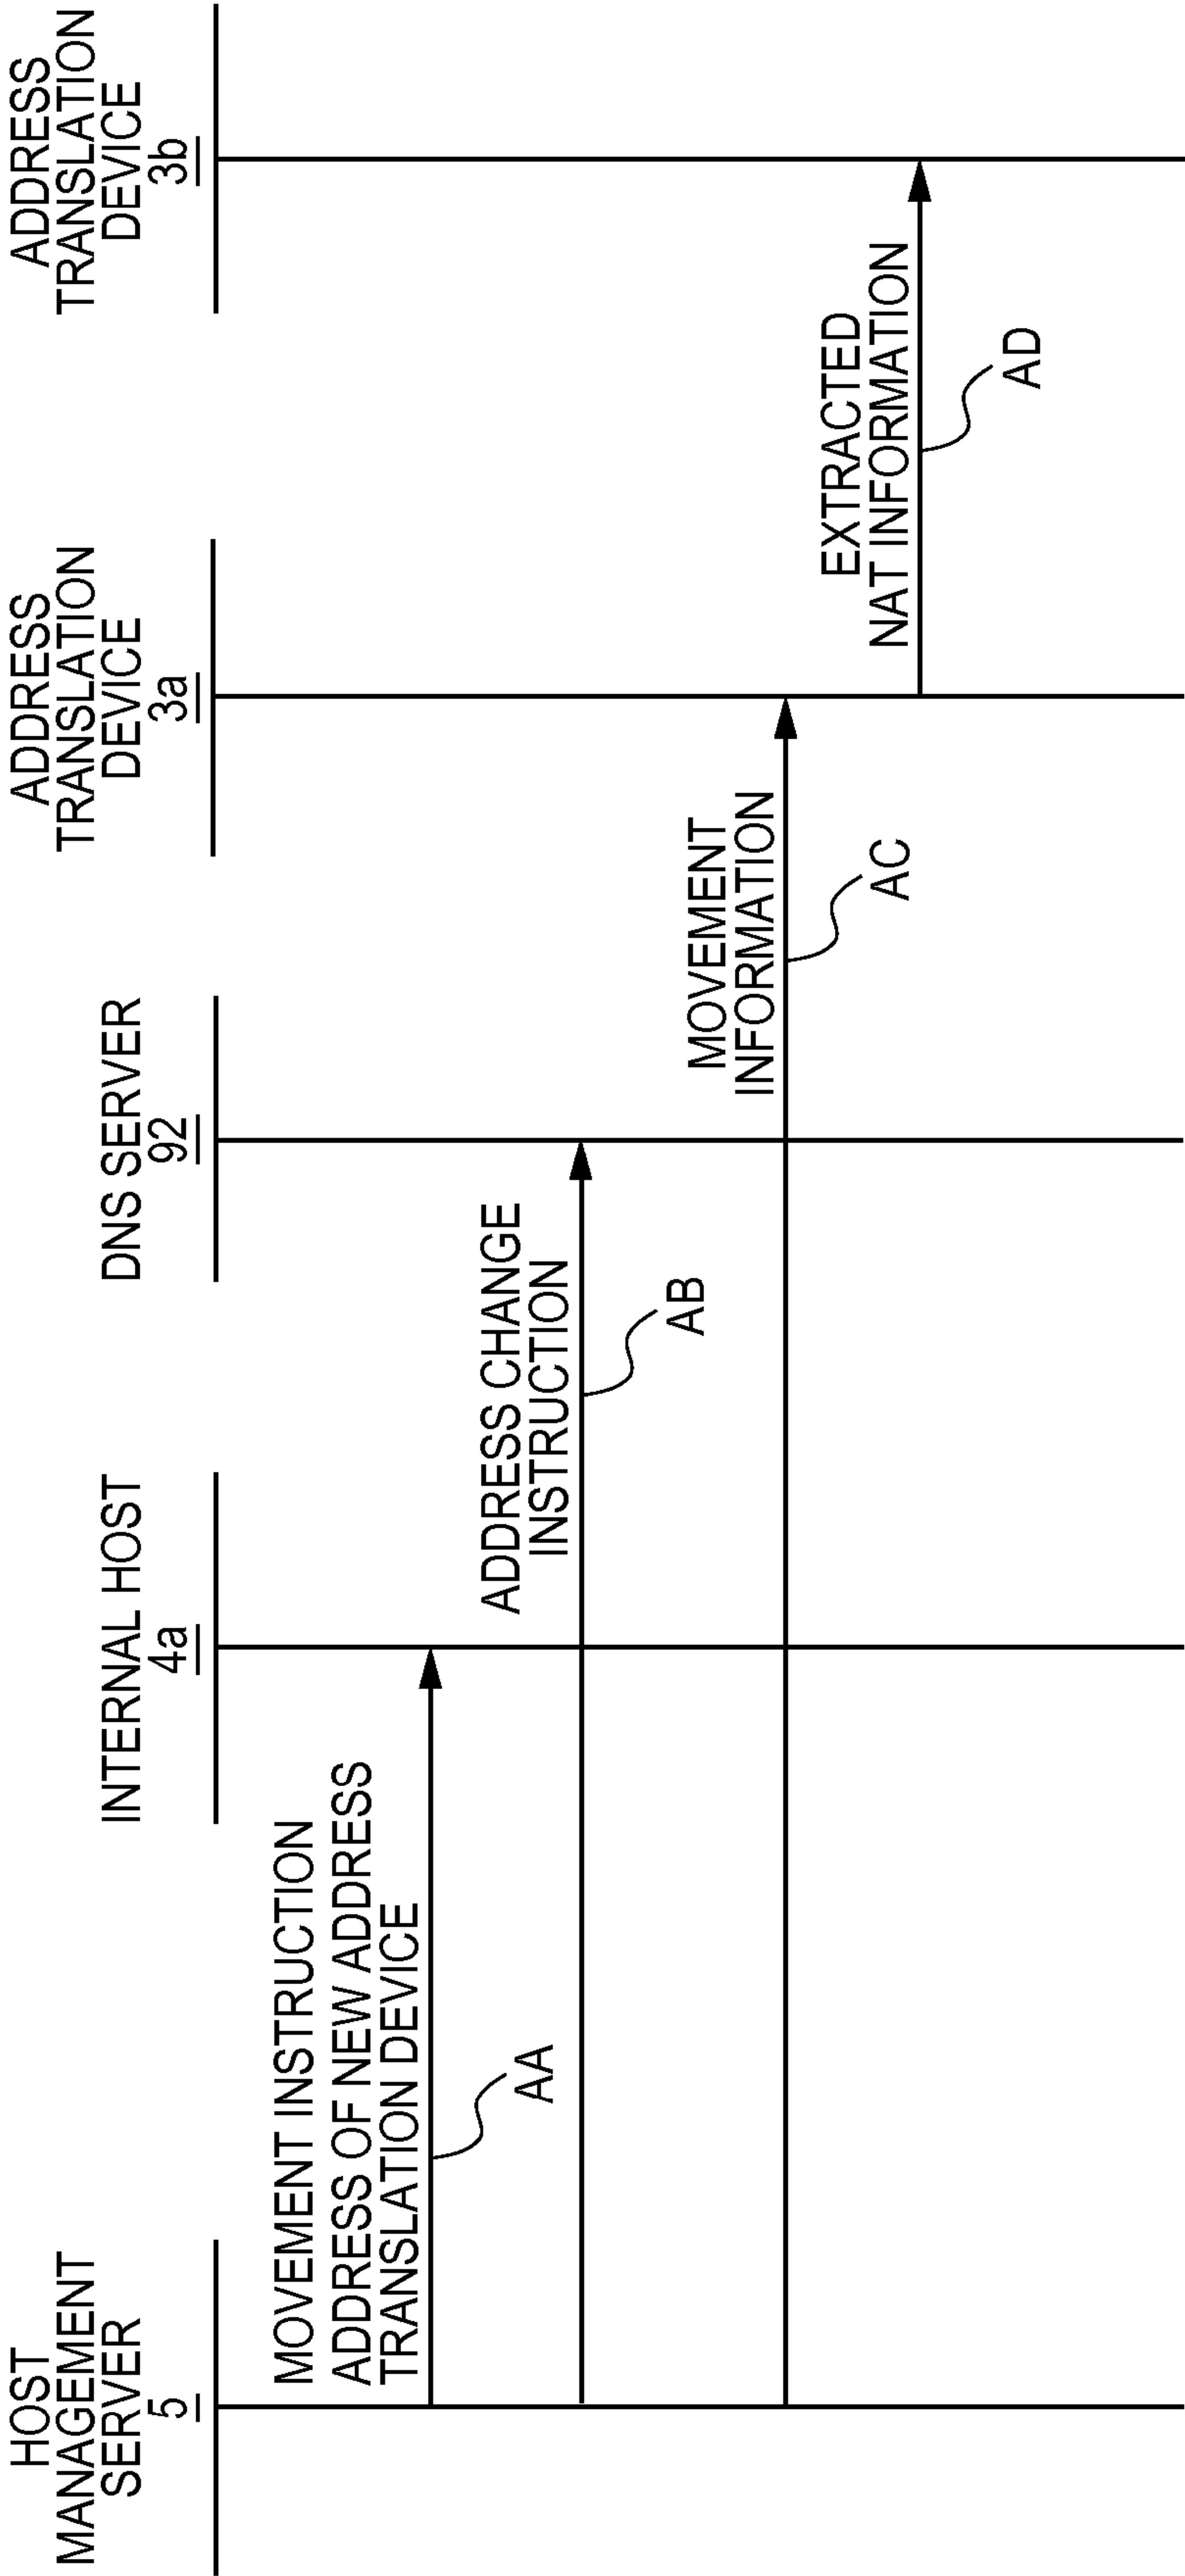 HOST
MANAGEMENT
SERVER
5
INTERNAL HOST
4a
DNS SERVER
92
ADDRESS
TRANSLATION
DEVICE
3a
ADDRESS
TRANSLATION
DEVICE
3b
MOVEMENT INSTRUCTION
ADDRESS OF NEW ADDRESS
TRANSLATION DEVICE
AA
ADDRESS CHANGE
INSTRUCTION
AB
MOVEMENT
INFORMATION
AC
EXTRACTED
NAT INFORMATION
AD